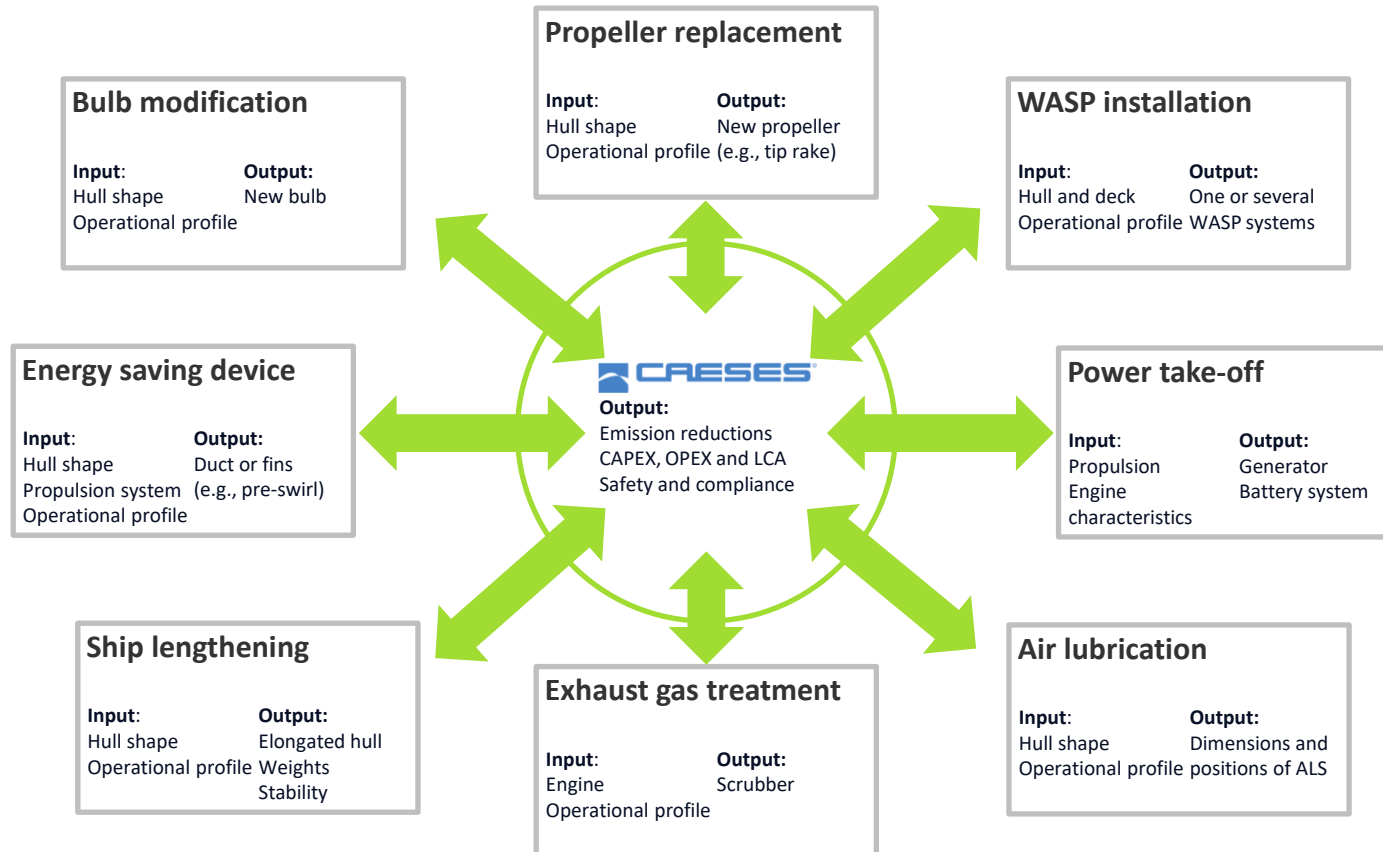 Propeller replacement
Input:
Hull shape
Operational profile
Output:
New propeller
(e.g., tip rake)
Bulb modification
Input:
Hull shape
Operational profile
Output:
New bulb
WASP installation
Input:
Hull and deck
Operational profile
Output:
One or several
WASP systems
Energy saving device
Input:
Hull shape
Propulsion system
Operational profile
Output:
Duct or fins
(e.g., pre-swirl)
CAESES
Output:
Emission reductions
CAPEX, OPEX and LCA
Safety and compliance
Power take-off
Input:
Propulsion
Engine
characteristics
Output:
Generator
Battery system
Ship lengthening
Input:
Hull shape
Operational profile
Output:
Elongated hull
Weights
Stability
Exhaust gas treatment
Input:
Engine
Operational profile
Output:
Scrubber
Air lubrication
Input:
Hull shape
Operational profile
Output:
Dimensions and
positions of ALS